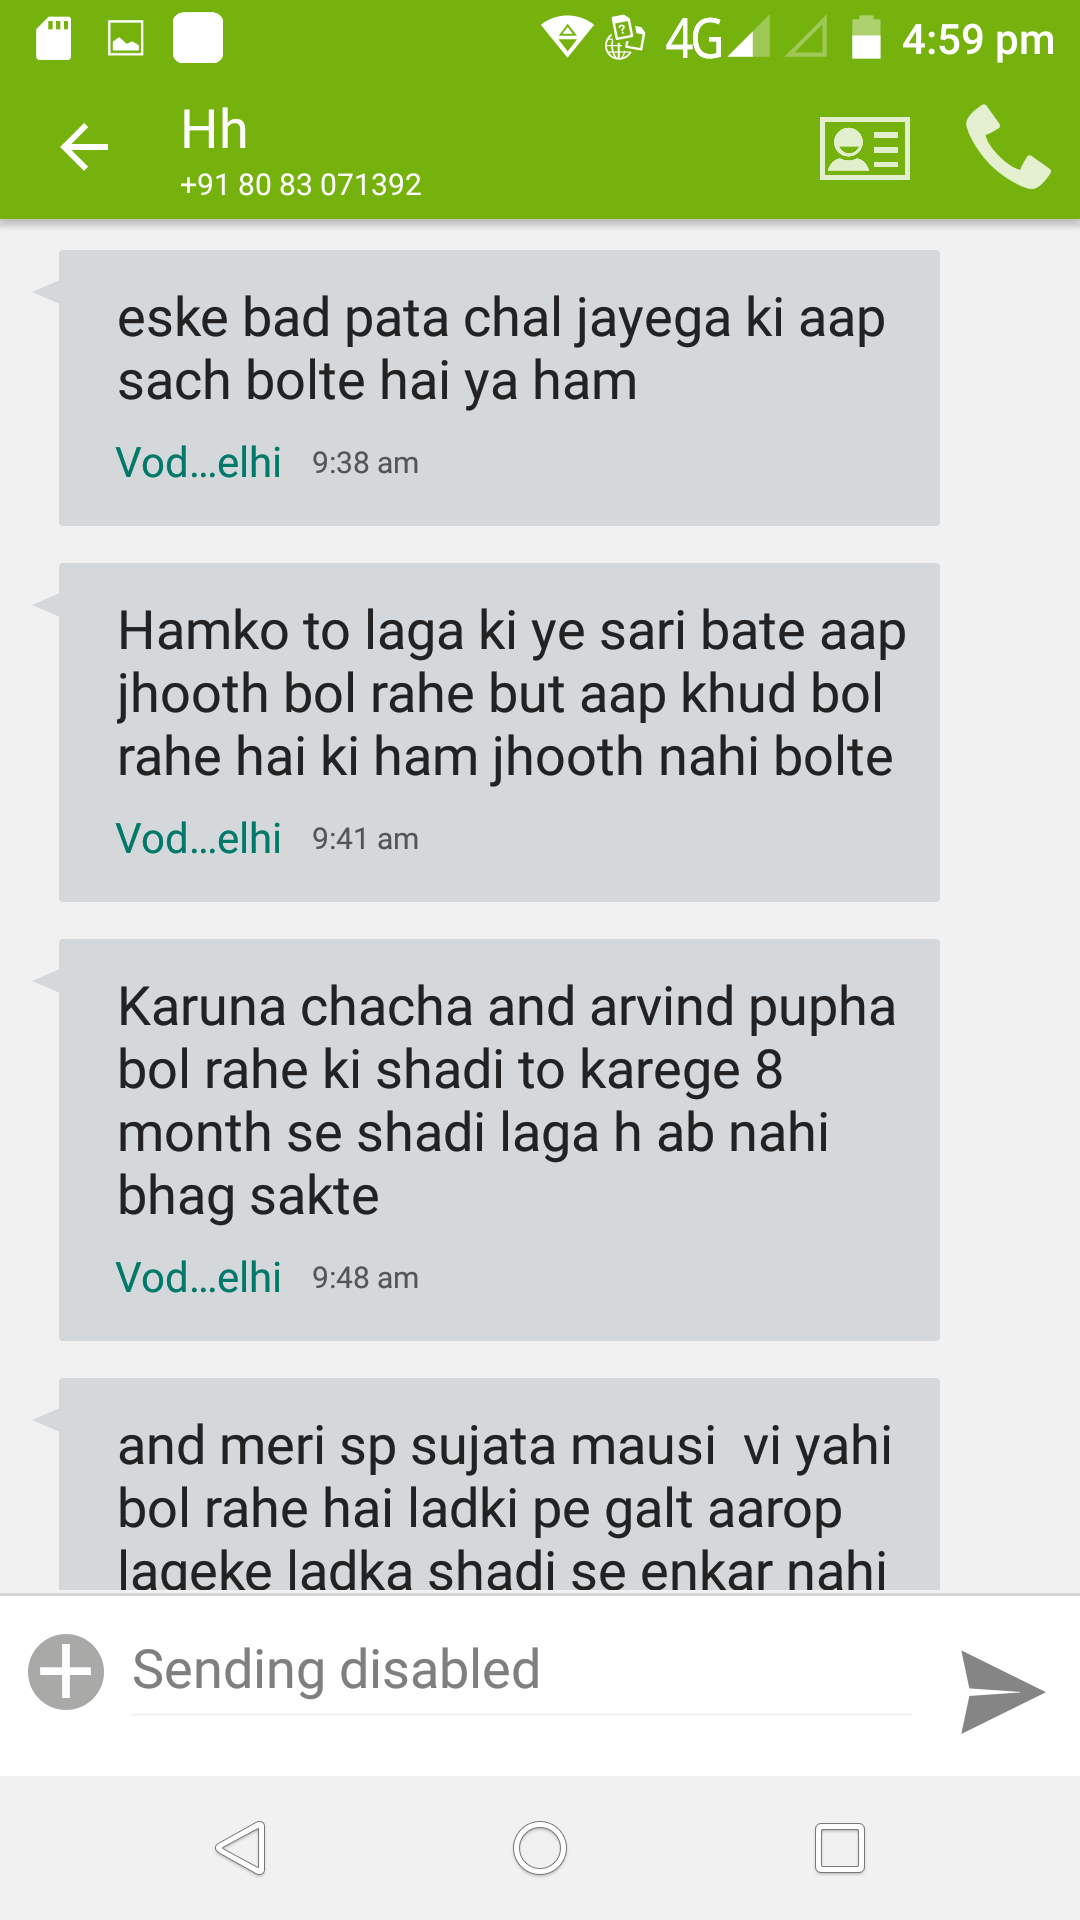 4G 4:59 pm
Hh
+91 80 83 071392
eske bad pata chal jayega ki aap
sach bolte hai ya ham
Vod...elhi 9:38 am
Hamko to laga ki ye sari bate aap
jhooth bol rahe but aap khud bol
rahe hai ki ham jhooth nahi bolte
Vod...elhi 9:41 am
Karuna chacha and arvind pupha
bol rahe ki shadi to karege 8
month se shadi laga h ab nahi
bhag sakte
Vod...elhi 9:48 am
and meri sp sujata mausi  vi yahi
bol rahe hai ladki pe galt aarop
lageke ladka shadi se enkar nahi
Sending disabled